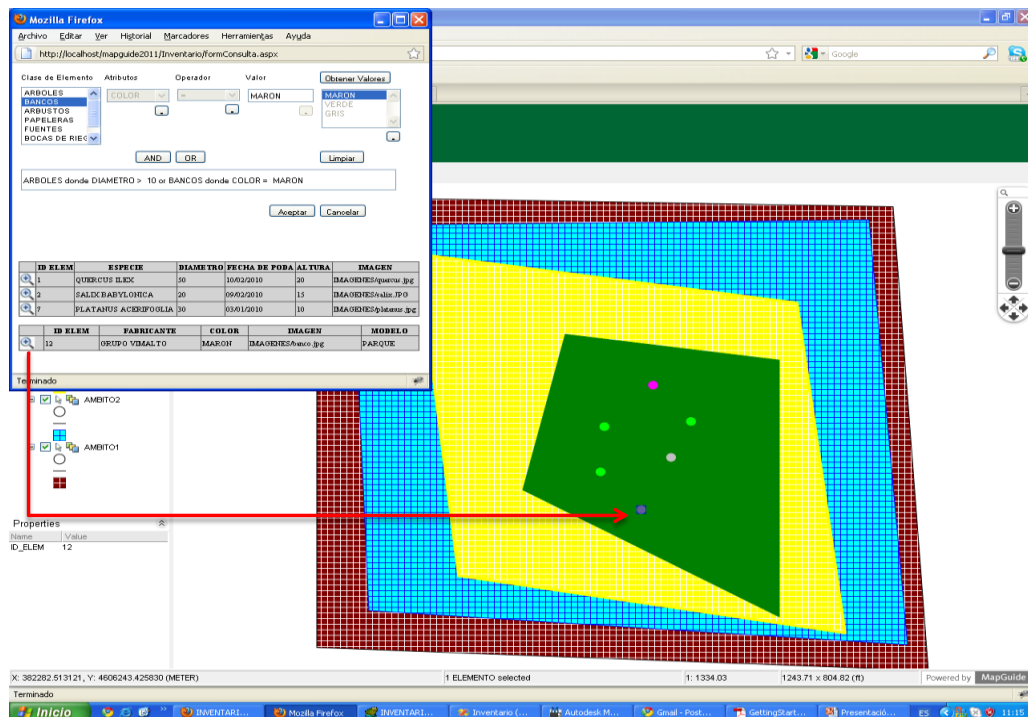 Mozilla Firefox
Archivo Editar Ver Higtorial Marcadores Herramientas Ayuda
http://localhost/mapguide2011/Inventario/formConsulta.aspx
Google
Clase de Elemento Atributos Operador Valor Obtener Valores
ARBOLES
BANCOS
ARBUSTOS
PAPELERAS
FUENTES
BOCAS DE RIEG
COLOR
=
MARON
MARON
VERDE
GRIS
AND OR Limpiar
ARBOLES donde DIAMETRO > 10 or BANCOS donde COLOR = MARON
Aceptar Cancelar
ID ELEM ESPECIE DIAMETRO FECHA DE PODA ALTURA IMAGEN
1 QUERCUS ILEX 50 10/02/2010 20 IMAGENES/quercus.jpg
2 SALIX BABYLONICA 20 09/02/2010 15 IMAGENES/salix.JPG
7 PLATANUS ACERIFOGLIA 30 03/01/2010 10 IMAGENES/platanus.jpg
ID ELEM FABRICANTE COLOR IMAGEN MODELO
12 GRUPO VIMALTO MARON IMAGENES/banco.jpg PARQUE
Terminado
AMBITO2
AMBITO1
Properties
Name Value
ID_ELEM 12
X: 382282.513121, Y: 4606243.425830 (METER) 1 ELEMENTO selected 1: 1334.03 1243.71 x 804.82 (ft) Powered by MapGuide
Terminado
Inicio INVENTARI... Mozilla Firefox INVENTARI... Inventario (... Autodesk M... Gmail - Post... GettingStart... Presentació... ES 11:15